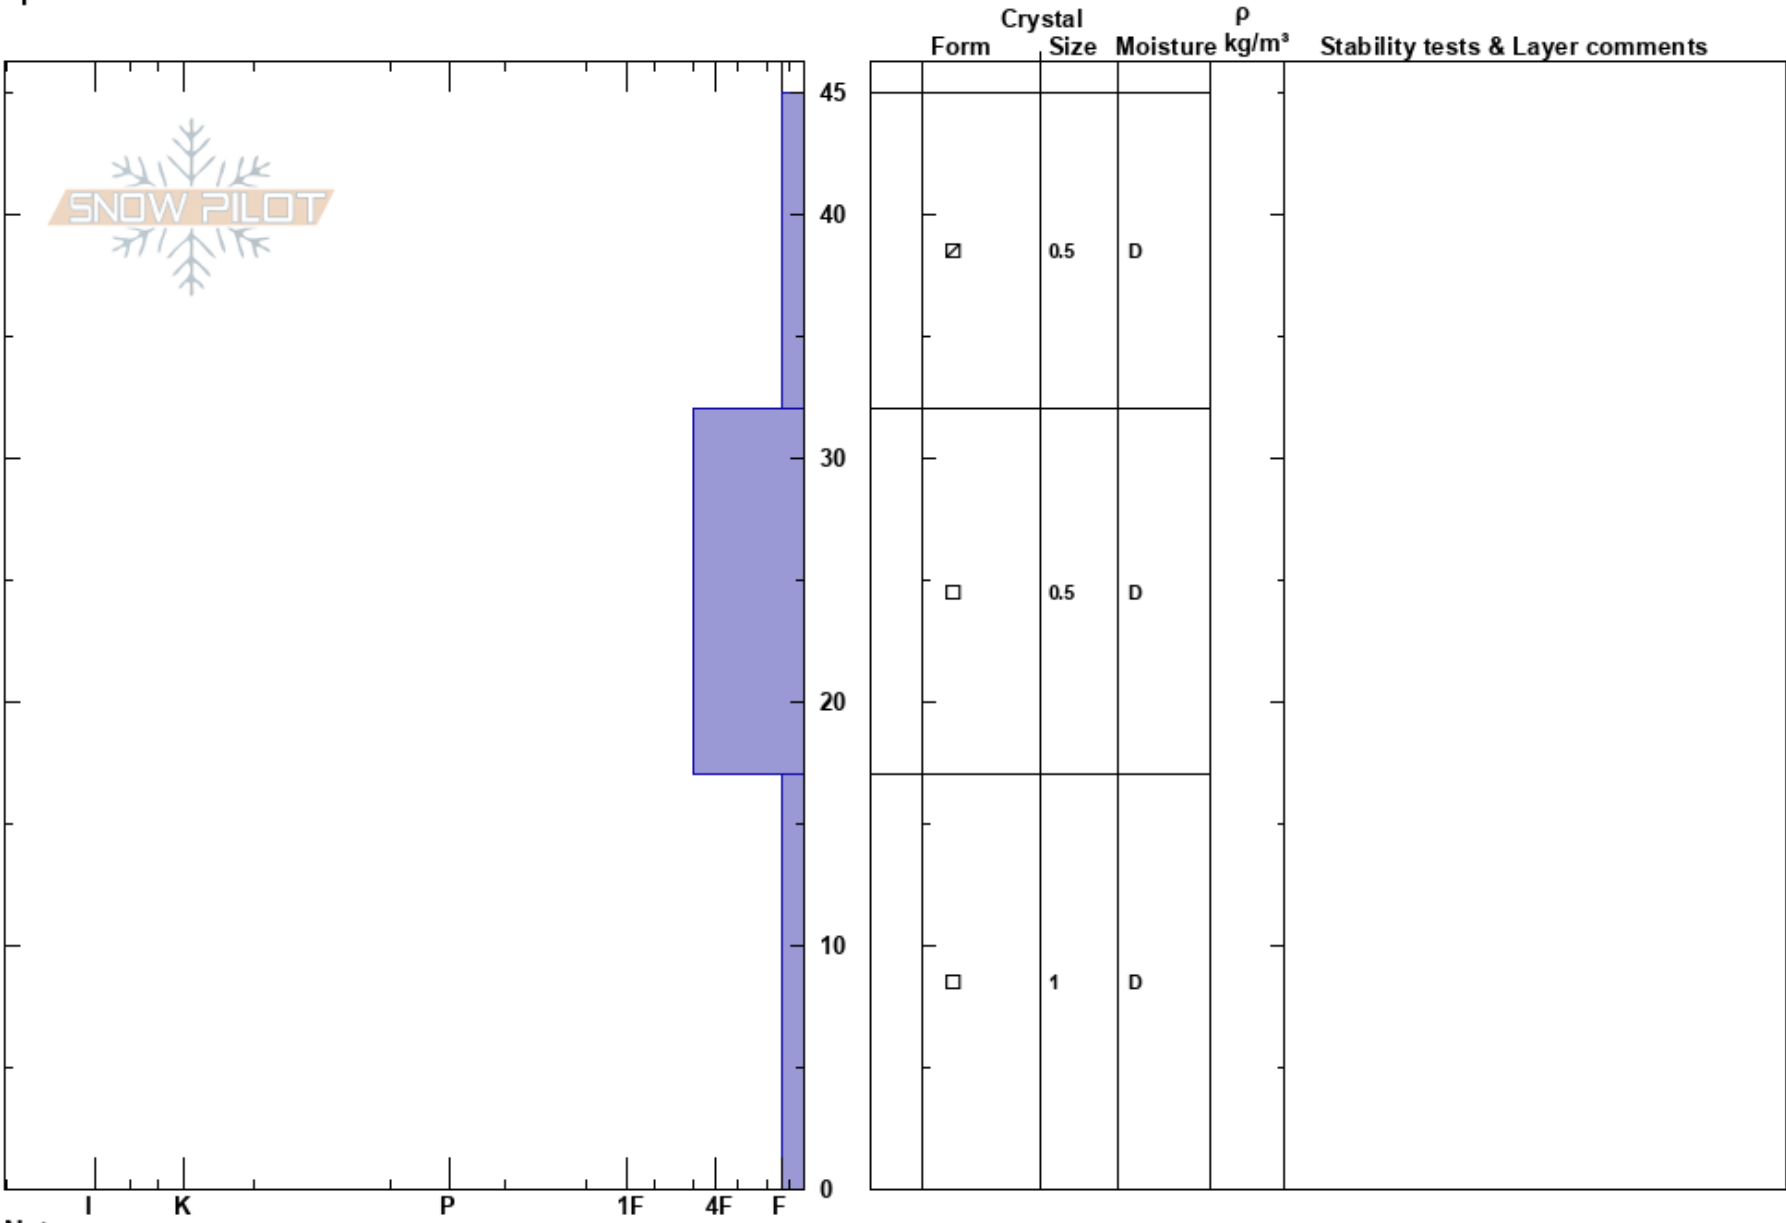 Crystal ρ
Form Size Moisture kg/m³ Stability tests & Layer comments
45
SNOW PILOT
40
0.5 D
30
0.5 D
20
10
1 D
0
I K P 1F 4F F